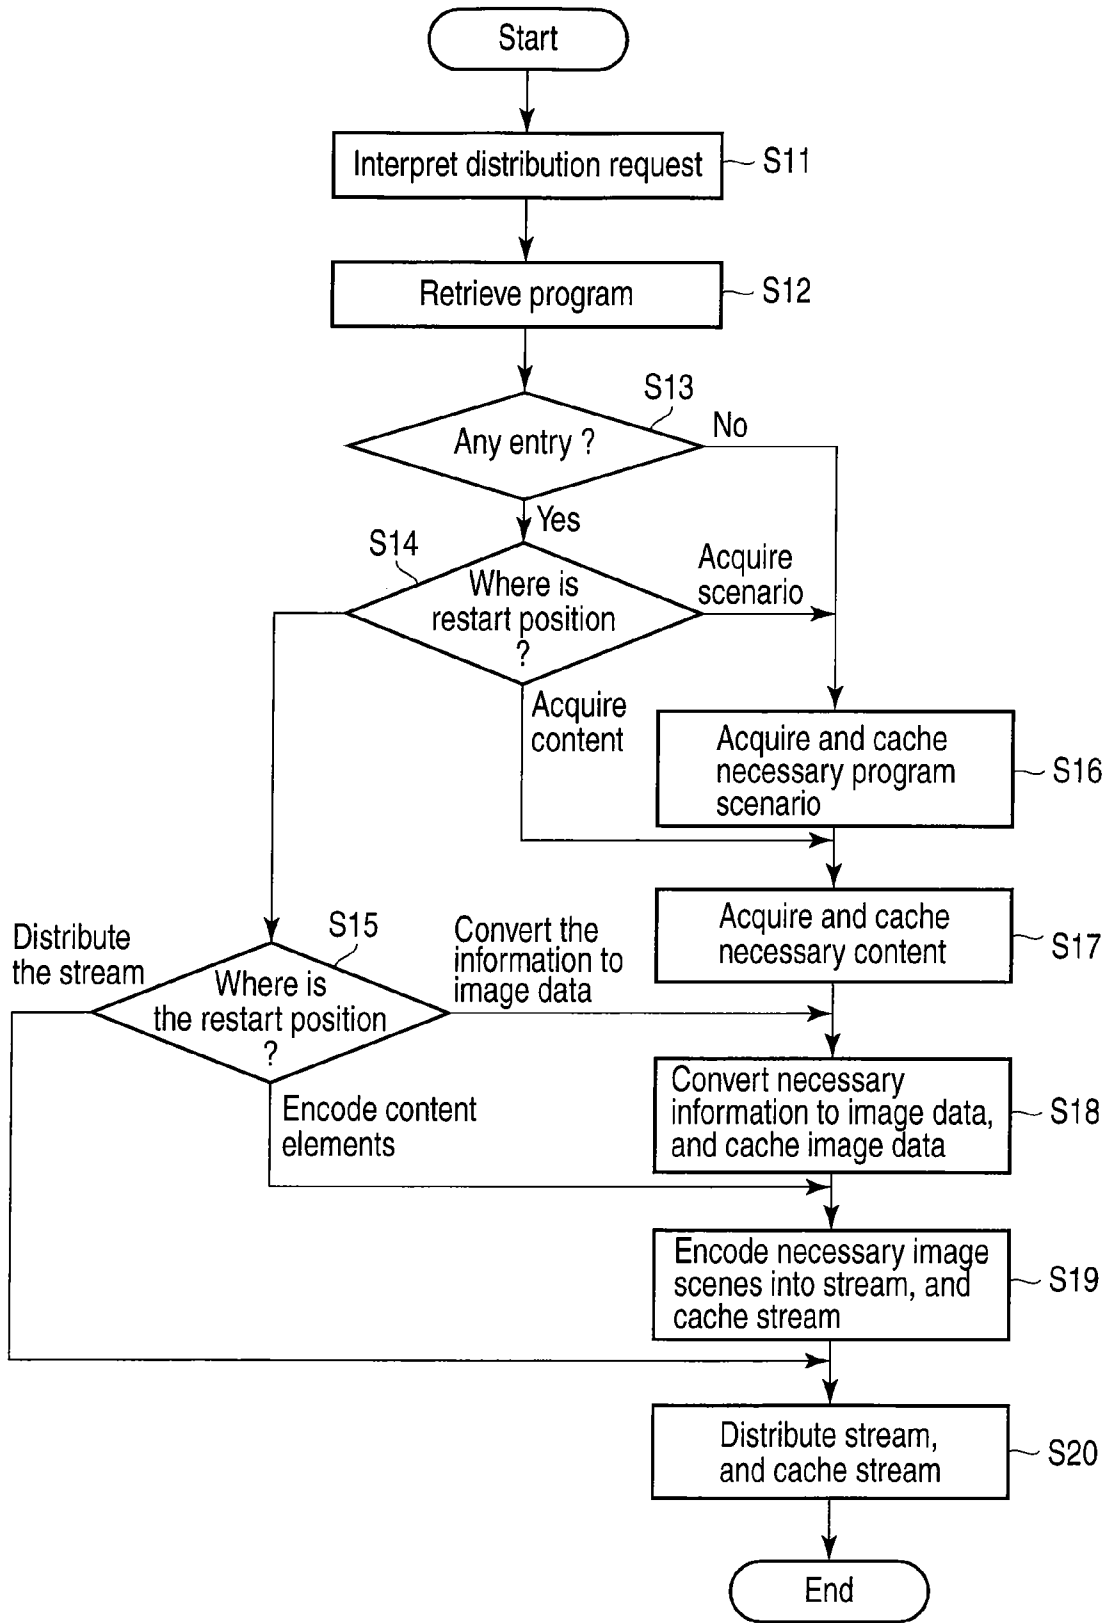 Start
Interpret distribution request
S11
Retrieve program
S12
S13
Any entry ?
No
Yes
S14
Where is
restart position
?
Acquire
scenario
Acquire
content
Acquire and cache
necessary program
scenario
S16
Acquire and cache
necessary content
S17
Distribute
the stream
S15
Where is
the restart position
?
Convert the
information to
image data
Encode content
elements
Convert necessary
information to image data,
and cache image data
S18
Encode necessary image
scenes into stream, and
cache stream
S19
Distribute stream,
and cache stream
S20
End